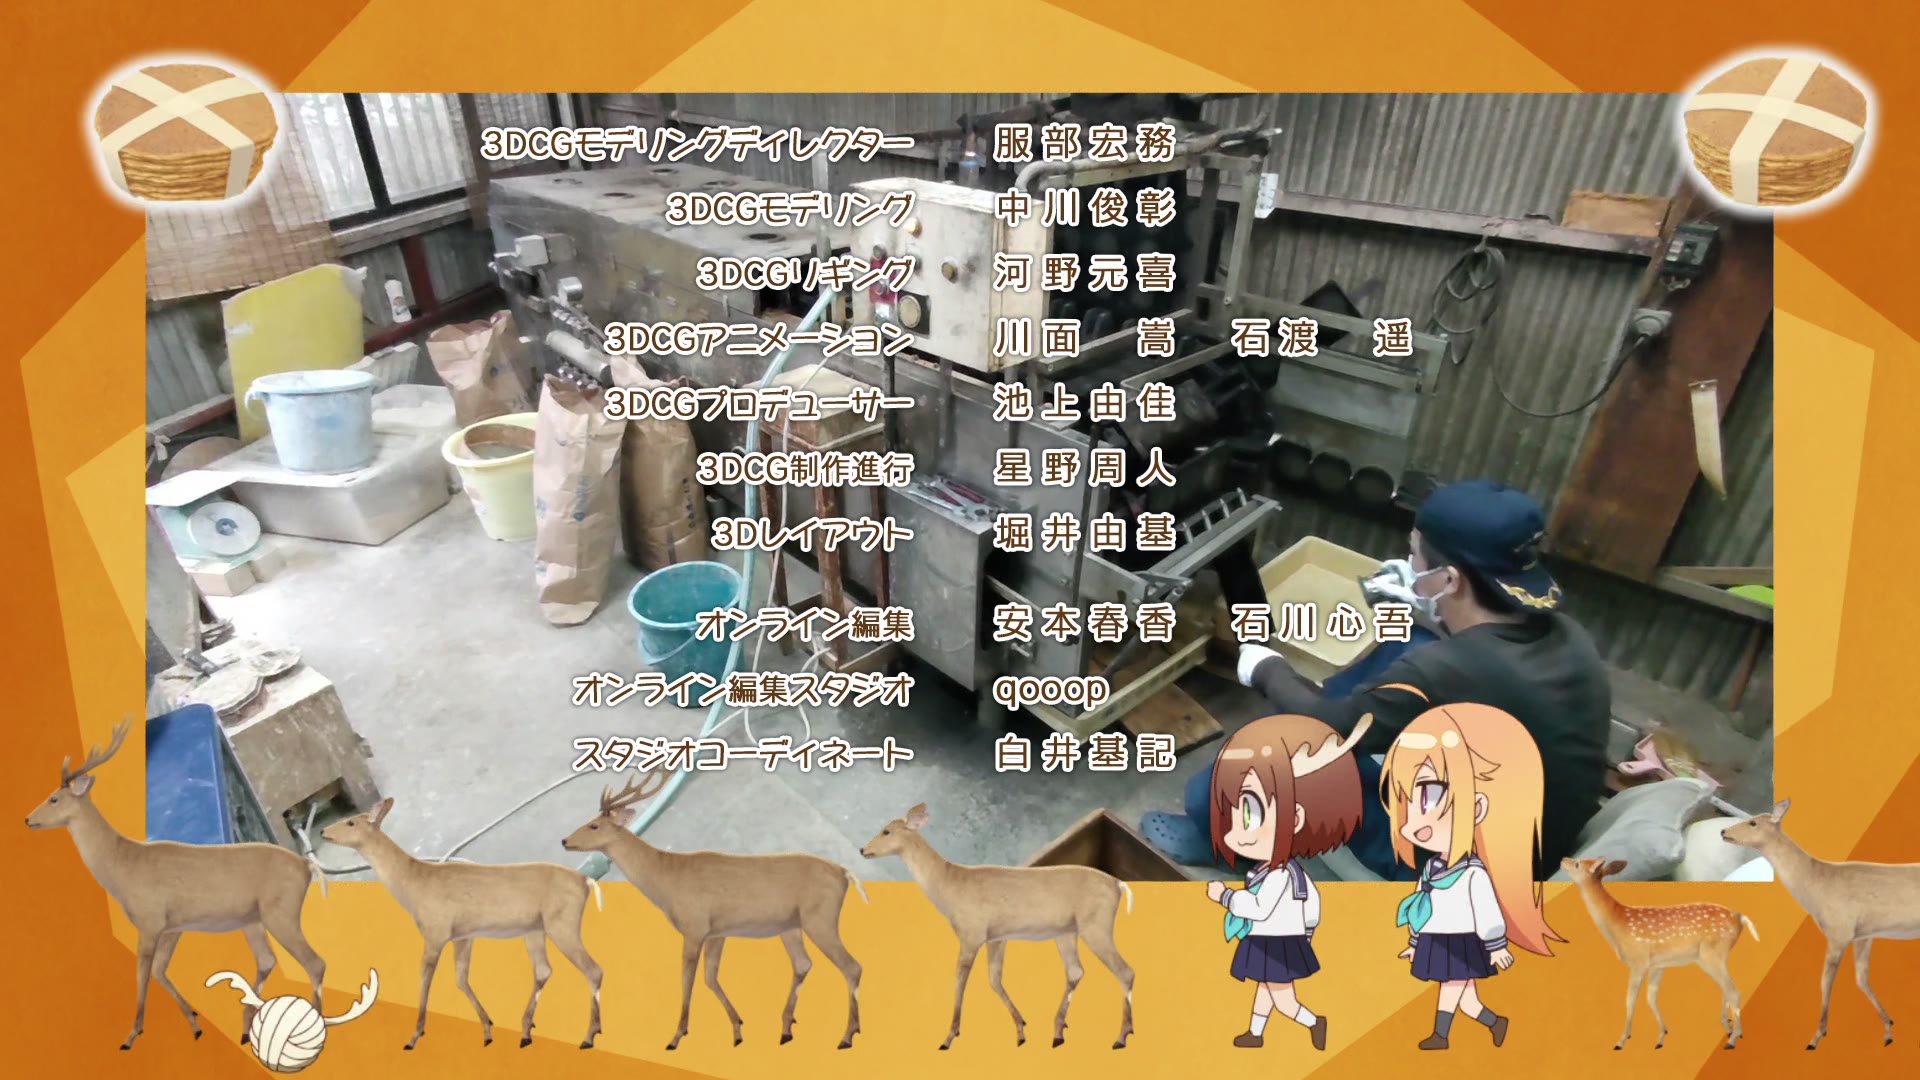 3DCGモデリングディレクター 服部宏務
3DCGモデリング 中川俊彰
3DCGリギング 河野元喜
3DCGアニメーション 川面 嵩 石渡 遥
3DCGプロデューサー 池上由佳
3DCG制作進行 星野周人
3Dレイアウト 堀井由基
オンライン編集 安本春香 石川心吾
オンライン編集スタジオ qooop
スタジオコーディネート 白井基記